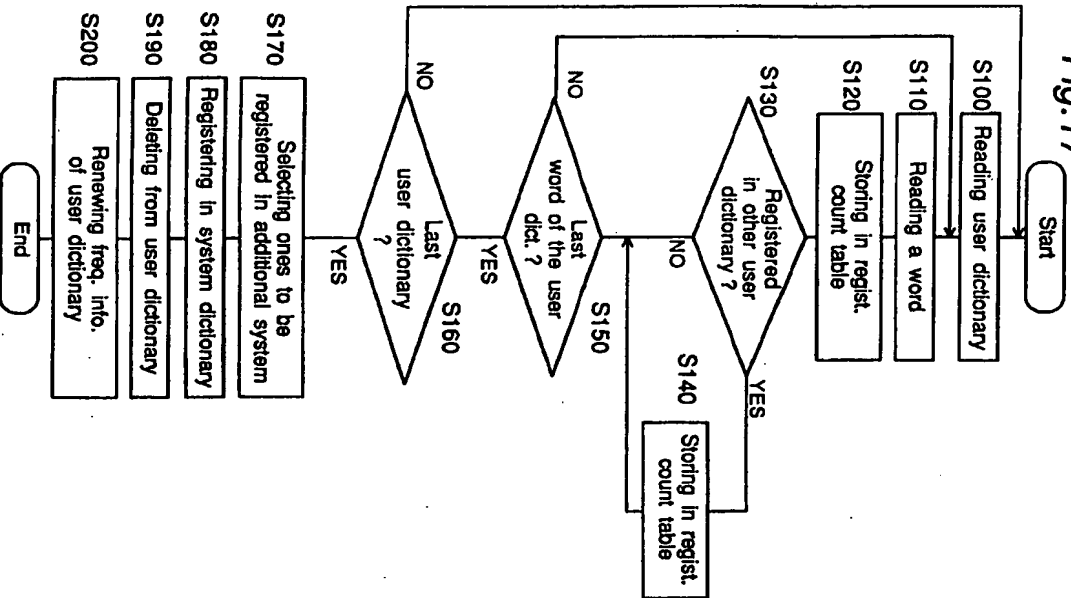 Fig.17
Start
S100
Reading user dictionary
S110
Reading a word
S120
Storing in regist.
count table
S130
Registered
in other user
dictionary ?
YES
NO
S140
Storing in regist.
count table
S150
Last
word of the user
dict. ?
NO
YES
S160
Last
user dictionary
?
NO
YES
S170
Selecting ones to be
registered in additional system
S180
Registering in system dictionary
S190
Deleting from user dictionary
S200
Renewing freq. info.
of user dictionary
End